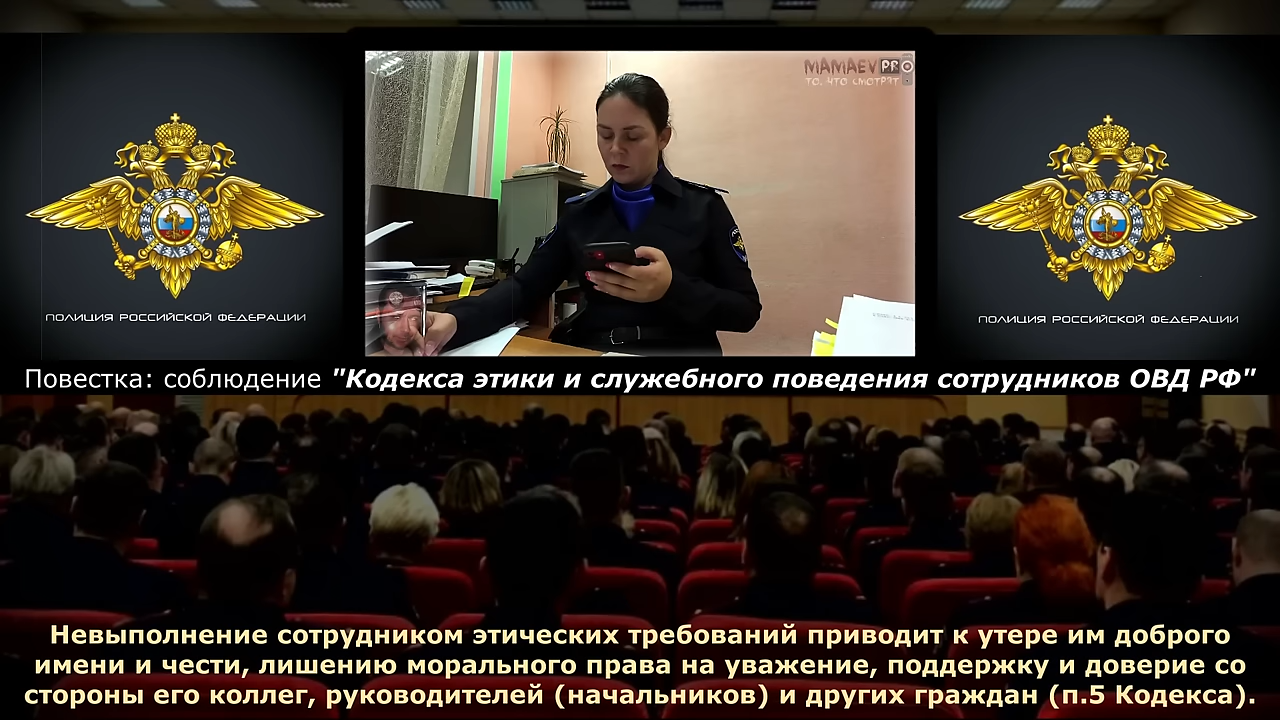 MAMAEV PRO
ТО, ЧТО СМОТРЯТ
ПОЛИЦИЯ РОССИЙСКОЙ ФЕДЕРАЦИИ
ПОЛИЦИЯ РОССИЙСКОЙ ФЕДЕРАЦИИ
Повестка: соблюдение "Кодекса этики и служебного поведения сотрудников ОВД РФ"
Невыполнение сотрудником этических требований приводит к утере им доброго
имени и чести, лишению морального права на уважение, поддержку и доверие со
стороны его коллег, руководителей (начальников) и других граждан (п.5 Кодекса).